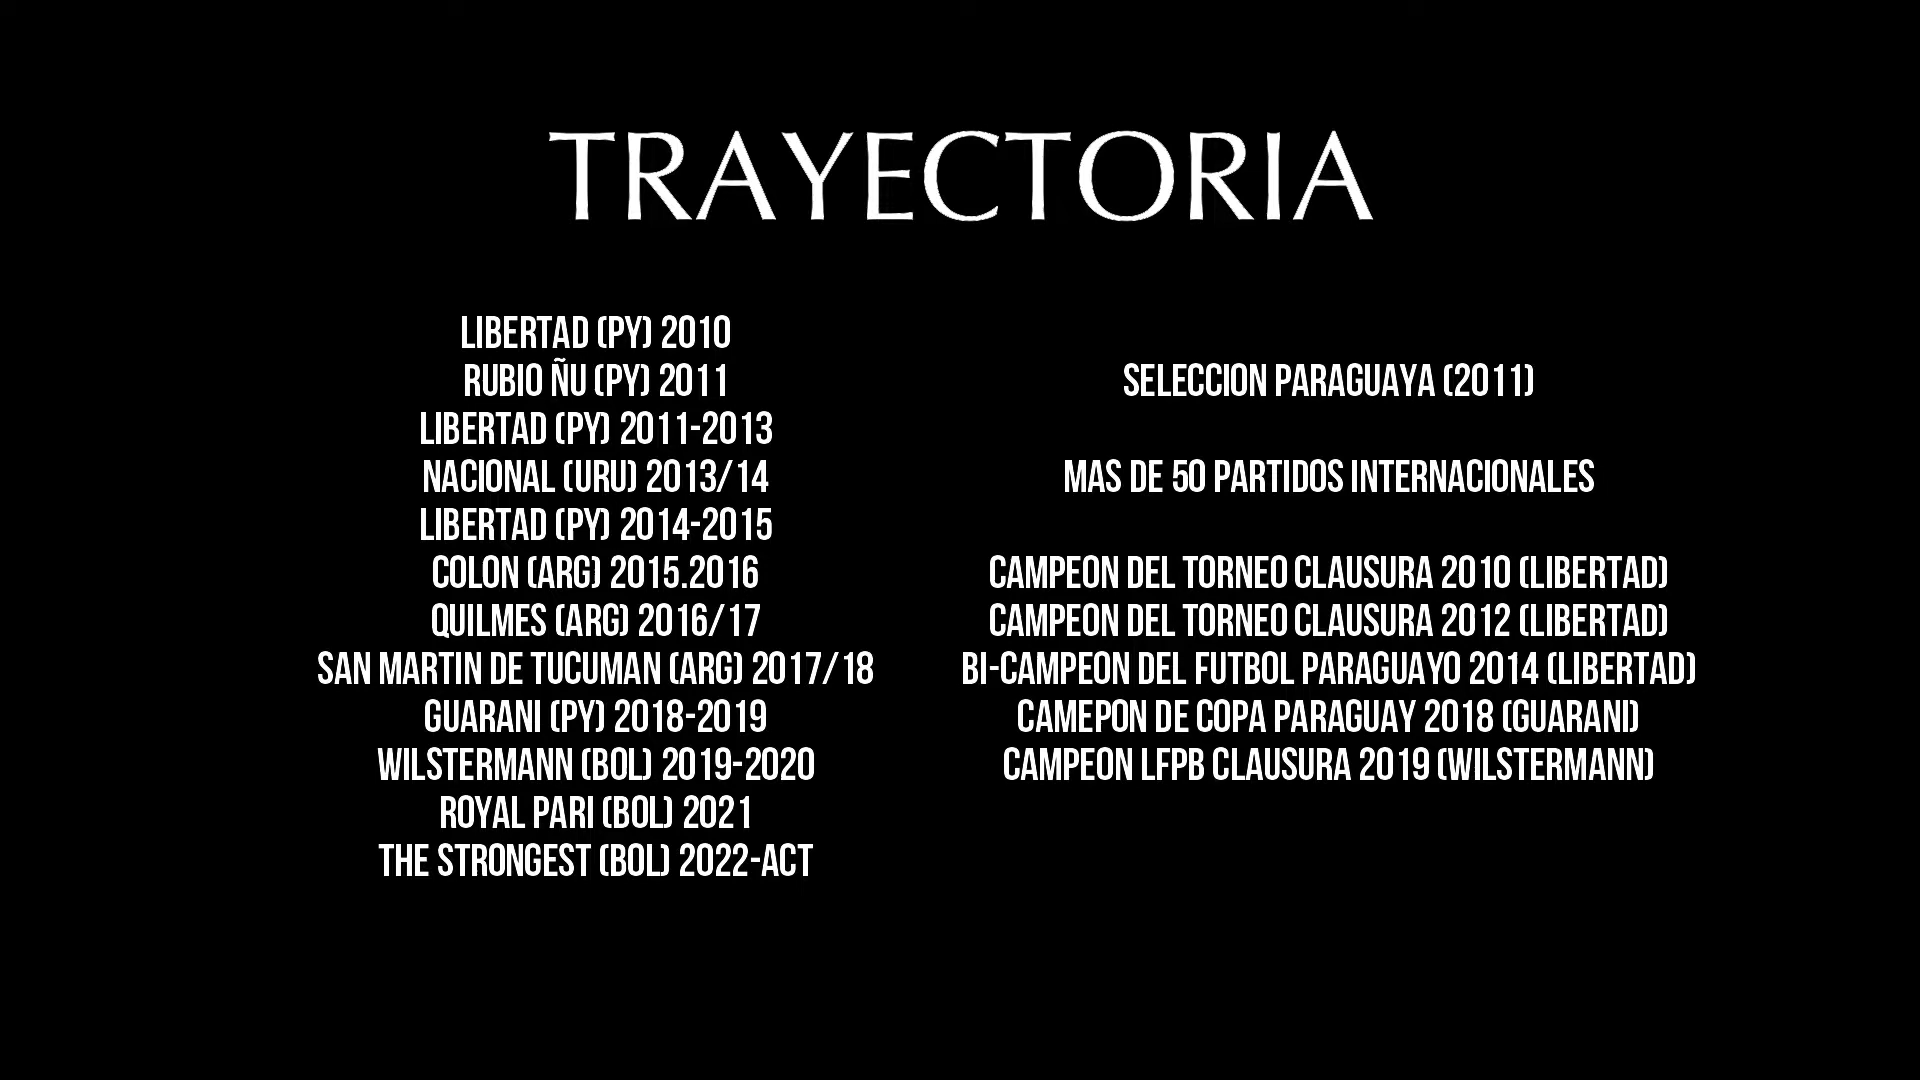 TRAYECTORIA
LIBERTAD (PY) 2010
RUBIO ÑU (PY) 2011
LIBERTAD (PY) 2011-2013
NACIONAL (URU) 2013/14
LIBERTAD (PY) 2014-2015
COLON (ARG) 2015.2016
QUILMES (ARG) 2016/17
SAN MARTIN DE TUCUMAN (ARG) 2017/18
GUARANI (PY) 2018-2019
WILSTERMANN (BOL) 2019-2020
ROYAL PARI (BOL) 2021
THE STRONGEST (BOL) 2022-ACT
SELECCION PARAGUAYA (2011)
MAS DE 50 PARTIDOS INTERNACIONALES
CAMPEON DEL TORNEO CLAUSURA 2010 (LIBERTAD)
CAMPEON DEL TORNEO CLAUSURA 2012 (LIBERTAD)
BI-CAMPEON DEL FUTBOL PARAGUAYO 2014 (LIBERTAD)
CAMEPON DE COPA PARAGUAY 2018 (GUARANI)
CAMPEON LFPB CLAUSURA 2019 (WILSTERMANN)